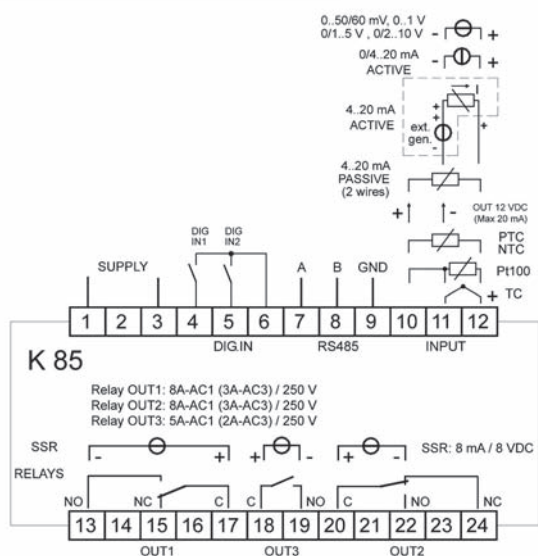 0..50/60 mV, 0..1 V
0/1..5 V , 0/2..10 V
- +
0/4..20 mA
ACTIVE
- +
I
4..20 mA
ACTIVE
+
+
ext.
gen.
-
+
4..20 mA
PASSIVE
(2 wires)
+ -
OUT 12 VDC
(Max 20 mA)
PTC
NTC
Pt100
+ TC
DIG
IN1
DIG
IN2
SUPPLY
A B GND
1 2 3 4 5 6 7 8 9 10 11 12
DIG.IN RS485 INPUT
K 85
Relay OUT1: 8A-AC1 (3A-AC3) / 250 V
Relay OUT2: 8A-AC1 (3A-AC3) / 250 V
Relay OUT3: 5A-AC1 (2A-AC3) / 250 V
SSR - + + - + - SSR: 8 mA / 8 VDC
RELAYS
NO NC C C NO C NO NC
13 14 15 16 17 18 19 20 21 22 23 24
OUT1 OUT3 OUT2